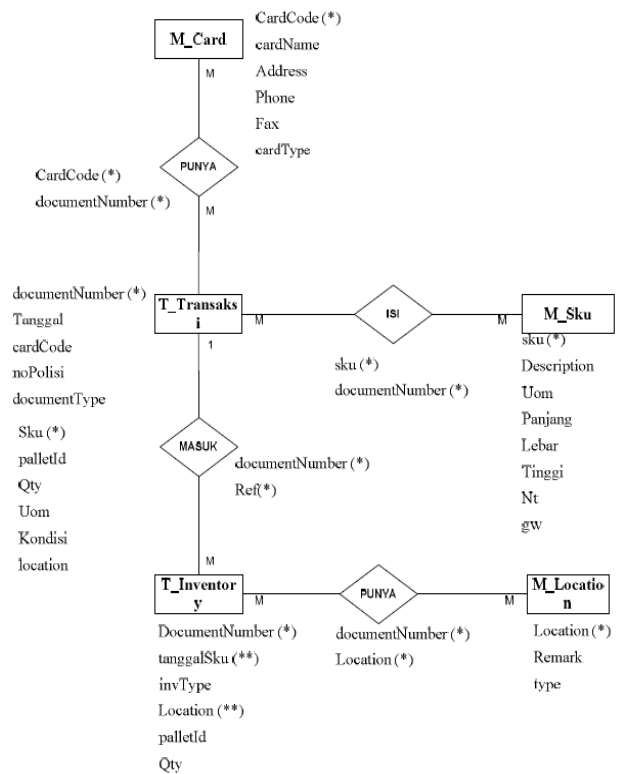 M_Card
M
CardCode (*)
cardName
Address
Phone
Fax
cardType
PUNYA
CardCode (*)
documentNumber (*)
M
T_Transaks
i
M
1
documentNumber (*)
Tanggal
cardCode
noPolisi
documentType
Sku (*)
palletId
Qty
Uom
Kondisi
location
ISI
sku (*)
documentNumber (*)
M
M_Sku
sku (*)
Description
Uom
Panjang
Lebar
Tinggi
Nt
gw
MASUK
documentNumber (*)
Ref(*)
M
T_Inventor
y
M
DocumentNumber (*)
tanggalSku (**)
invType
Location (**)
palletId
Qty
PUNYA
documentNumber (*)
Location (*)
M
M_Locatio
n
Location (*)
Remark
type